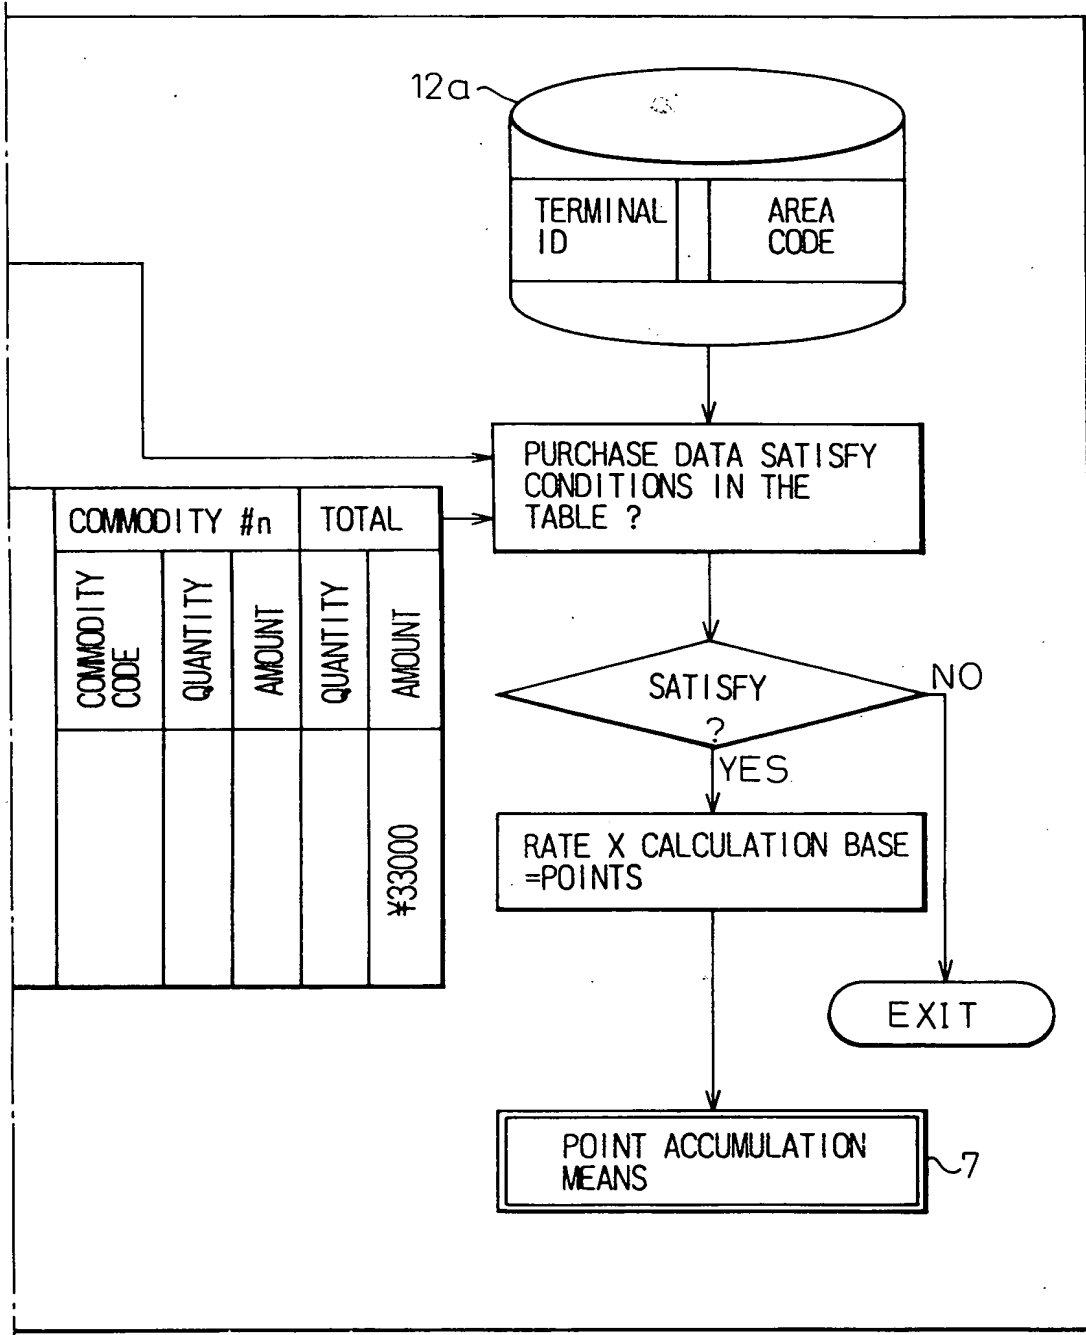 12a
TERMINAL
ID
AREA
CODE
PURCHASE DATA SATISFY
CONDITIONS IN THE
TABLE ?
COMMODITY #n
TOTAL
COMMODITY
CODE
QUANTITY
AMOUNT
QUANTITY
AMOUNT
¥33000
SATISFY
?
NO
YES
RATE X CALCULATION BASE
=POINTS
EXIT
POINT ACCUMULATION
MEANS
7